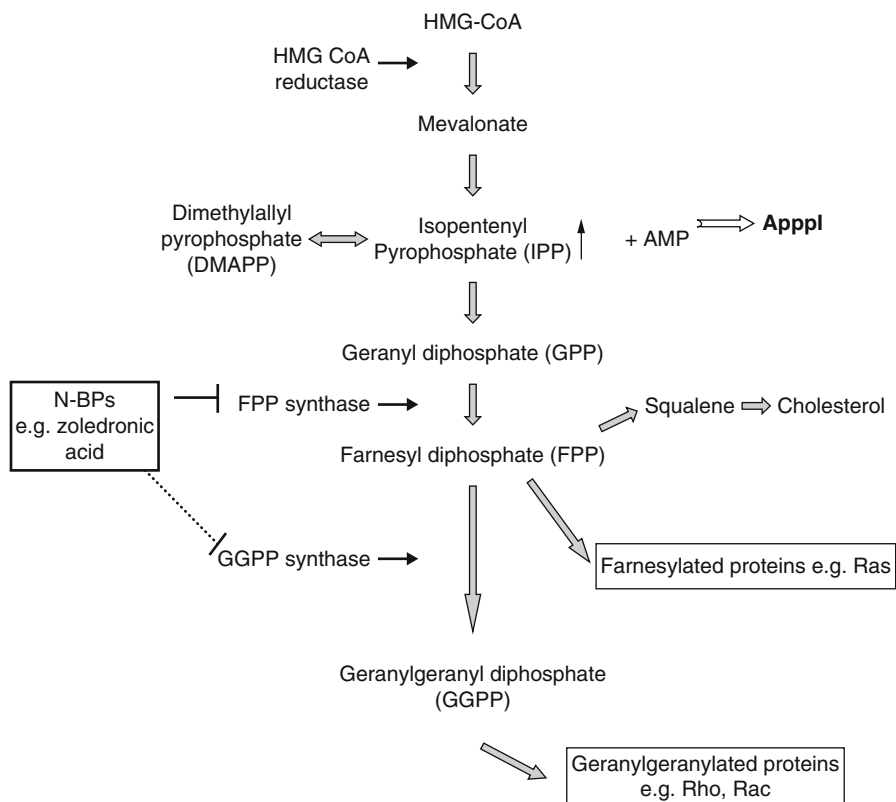 HMG-CoA
HMG CoA
reductase
Mevalonate
Dimethylallyl
pyrophosphate
(DMAPP)
Isopentenyl
Pyrophosphate (IPP)
+ AMP
ApppI
Geranyl diphosphate (GPP)
N-BPs
e.g. zoledronic
acid
FPP synthase
Squalene
Cholesterol
Farnesyl diphosphate (FPP)
GGPP synthase
Farnesylated proteins e.g. Ras
Geranylgeranyl diphosphate
(GGPP)
Geranylgeranylated proteins
e.g. Rho, Rac